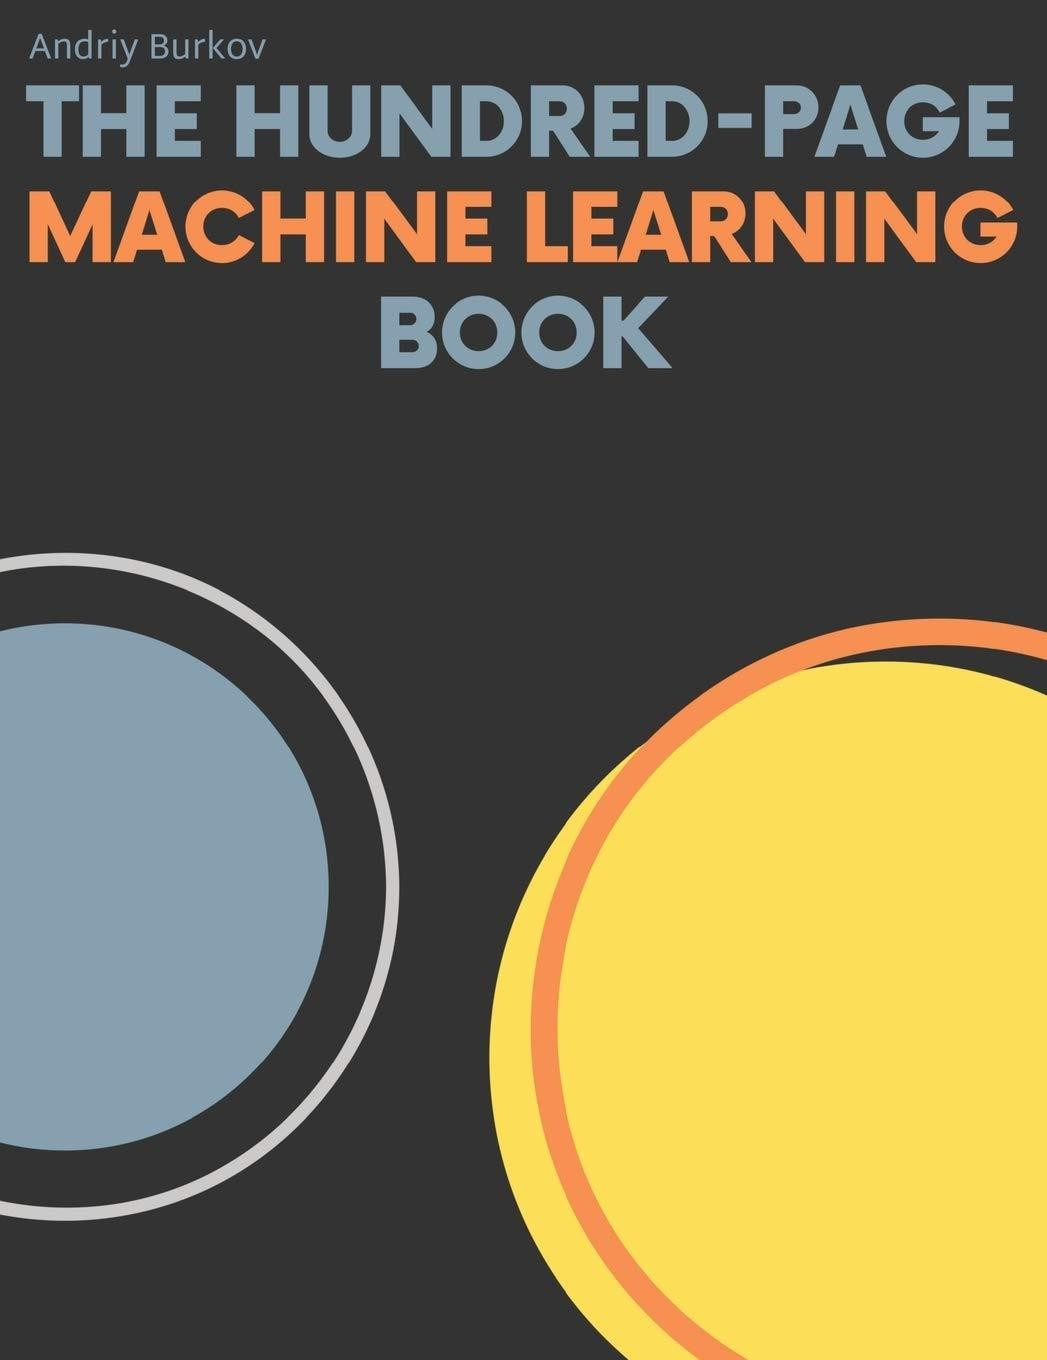 Andriy Burkov
THE HUNDRED-PAGE
MACHINE LEARNING
BOOK